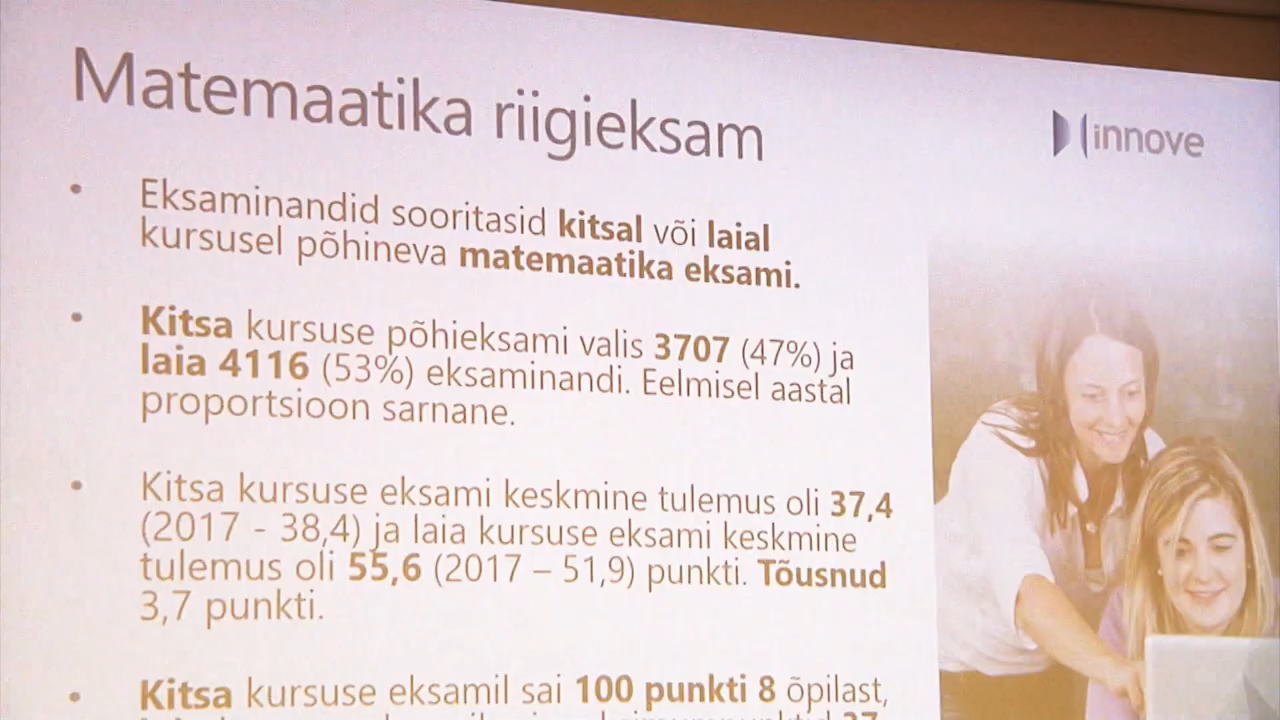 Matemaatika riigieksam
innove
• Eksaminandid sooritasid kitsal või laial
kursusel põhineva matemaatika eksami.
• Kitsa kursuse põhieksami valis 3707 (47%) ja
laia 4116 (53%) eksaminandi. Eelmisel aastal
proportsioon sarnane.
• Kitsa kursuse eksami keskmine tulemus oli 37,4
(2017 - 38,4) ja laia kursuse eksami keskmine
tulemus oli 55,6 (2017 – 51,9) punkti. Tõusnud
3,7 punkti.
• Kitsa kursuse eksamil sai 100 punkti 8 õpilast,